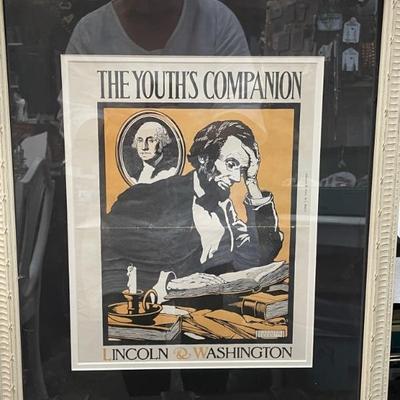 THE YOUTH'S COMPANION
LINCOLN & WASHINGTON